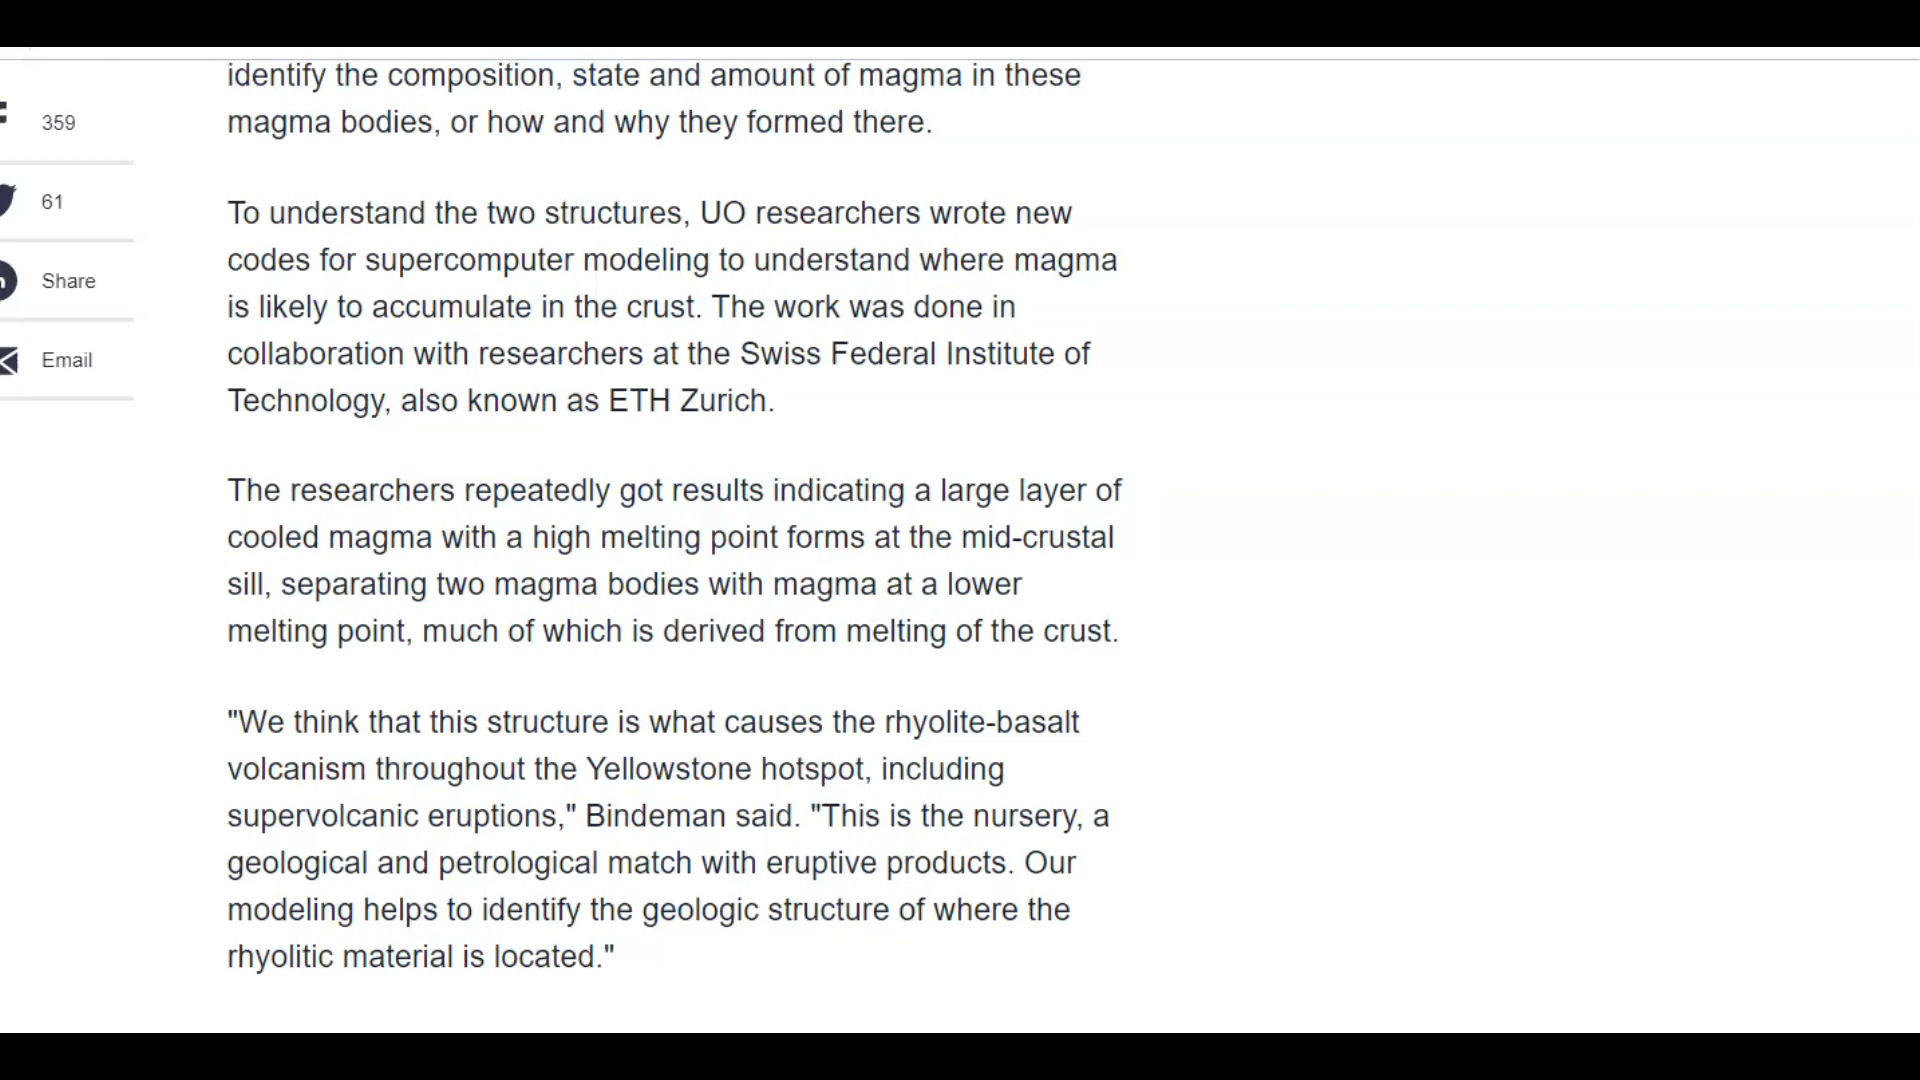 identify the composition, state and amount of magma in these
magma bodies, or how and why they formed there.
359
61
Share
Email
To understand the two structures, UO researchers wrote new
codes for supercomputer modeling to understand where magma
is likely to accumulate in the crust. The work was done in
collaboration with researchers at the Swiss Federal Institute of
Technology, also known as ETH Zurich.
The researchers repeatedly got results indicating a large layer of
cooled magma with a high melting point forms at the mid-crustal
sill, separating two magma bodies with magma at a lower
melting point, much of which is derived from melting of the crust.
"We think that this structure is what causes the rhyolite-basalt
volcanism throughout the Yellowstone hotspot, including
supervolcanic eruptions," Bindeman said. "This is the nursery, a
geological and petrological match with eruptive products. Our
modeling helps to identify the geologic structure of where the
rhyolitic material is located."